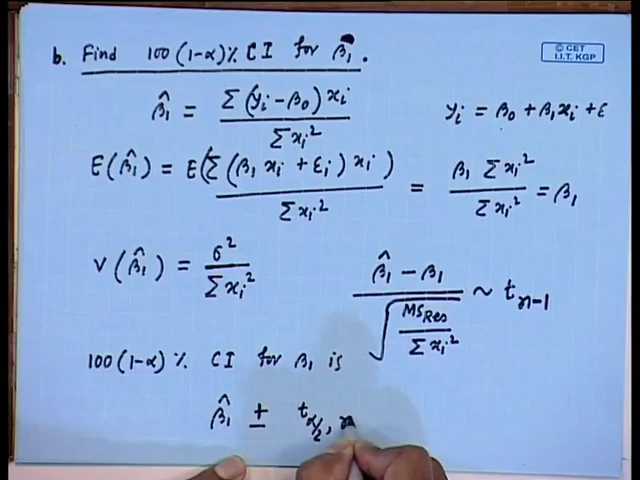 b. Find 100(1-α)% CI for β₁.
© CET
I.I.T. KGP
β̂₁ = Σ(yᵢ-β₀)xᵢ / Σxᵢ²
yᵢ = β₀ + β₁xᵢ + ε
E(β̂₁) = E(Σ(β₁xᵢ + εᵢ)xᵢ) / Σxᵢ² = β₁Σxᵢ² / Σxᵢ² = β₁
V(β̂₁) = σ² / Σxᵢ²
β̂₁ - β₁ / √(MS_Res / Σxᵢ²) ~ t_{n-1}
100(1-α)% CI for β₁ is
β̂₁ ± t_{α/2, n